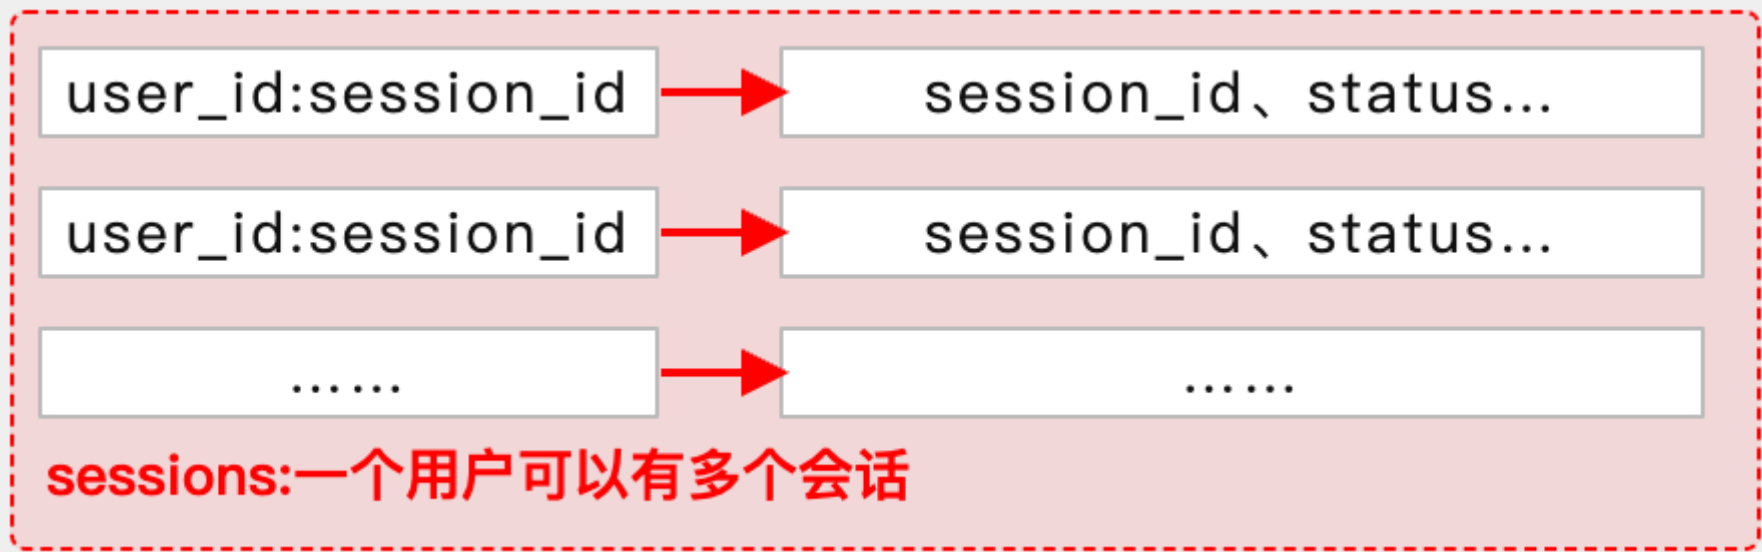 user_id:session_id
session_id、status...
user_id:session_id
session_id、status...
……
……
sessions:一个用户可以有多个会话